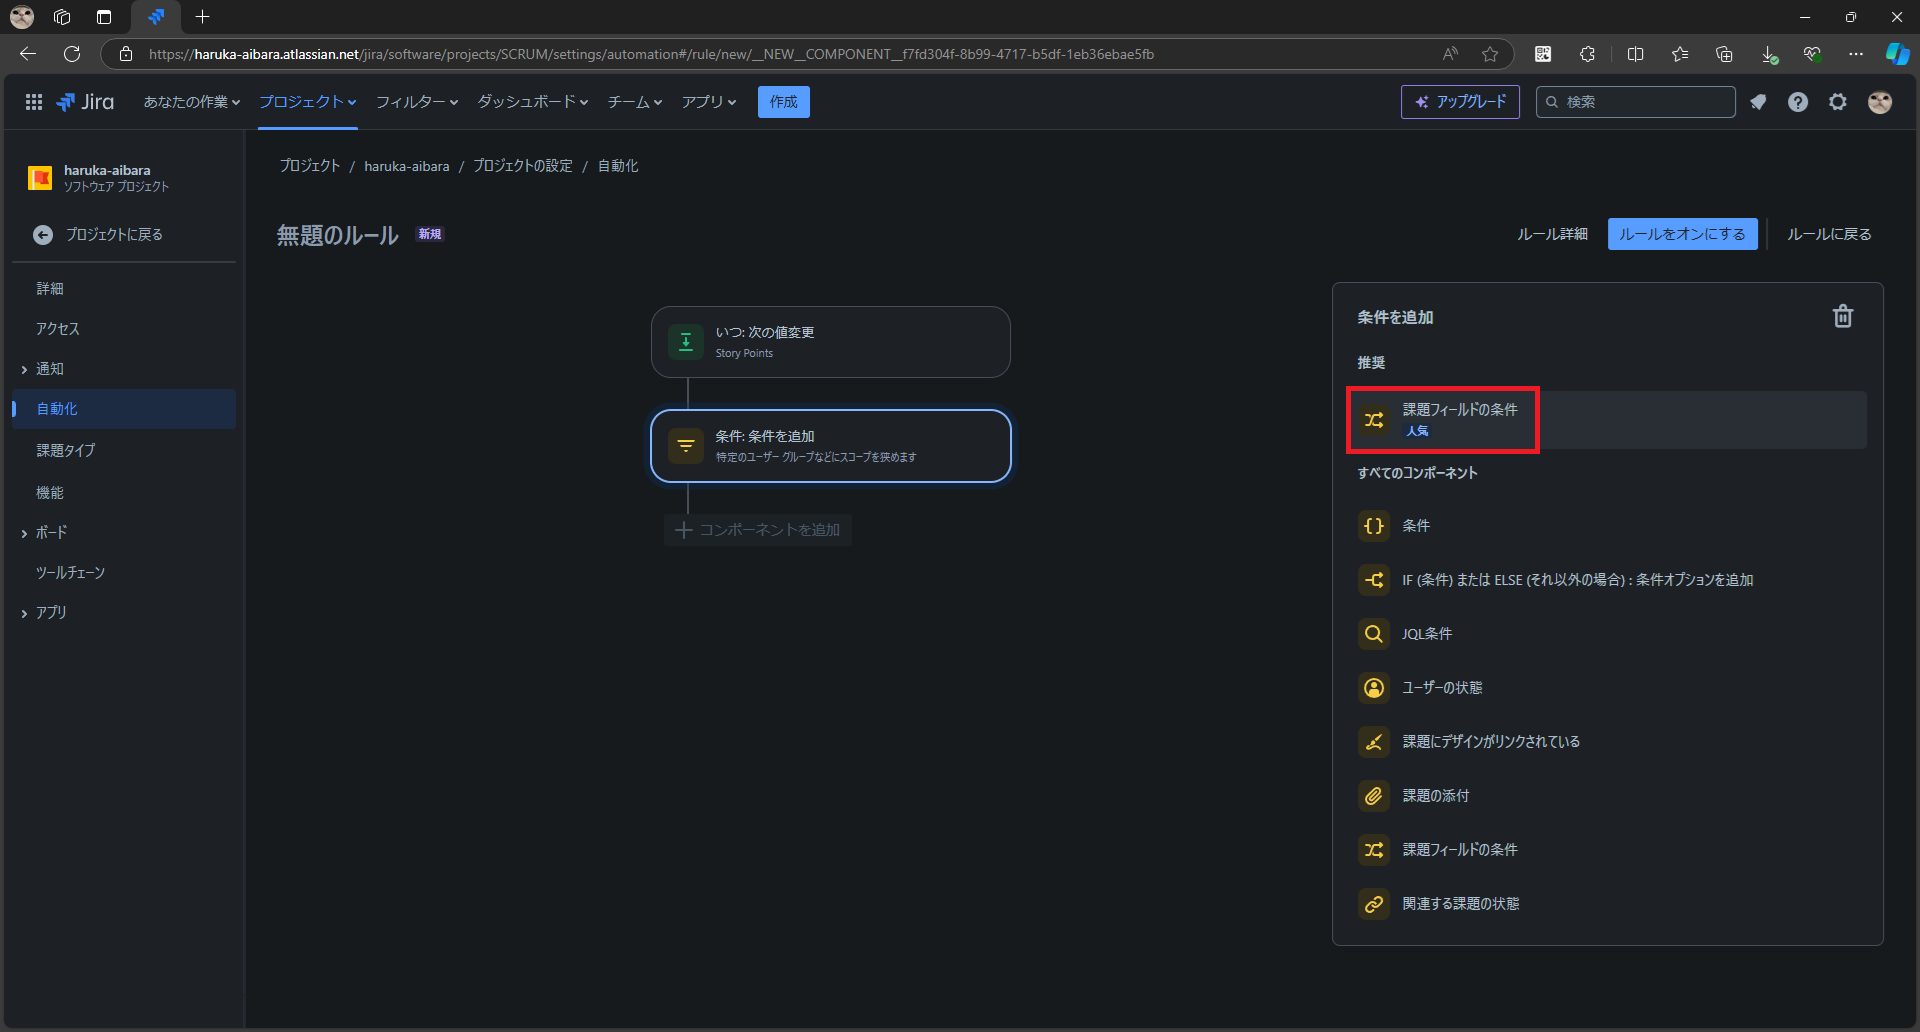 https://haruka-aibara.atlassian.net/jira/software/projects/SCRUM/settings/automation#/rule/new/__NEW__COMPONENT__f7fd304f-8b99-4717-b5df-1eb36ebae5fb
Jira あなたの作業 プロジェクト フィルター ダッシュボード チーム アプリ 作成 アップグレード 検索
haruka-aibara
ソフトウェア プロジェクト
プロジェクトに戻る
詳細
アクセス
通知
自動化
課題タイプ
機能
ボード
ツールチェーン
アプリ
プロジェクト / haruka-aibara / プロジェクトの設定 / 自動化
無題のルール 新規
ルール詳細 ルールをオンにする ルールに戻る
いつ: 次の値変更
Story Points
条件: 条件を追加
特定のユーザー グループなどにスコープを狭めます
コンポーネントを追加
条件を追加
推奨
課題フィールドの条件
人気
すべてのコンポーネント
条件
IF (条件) または ELSE (それ以外の場合) : 条件オプションを追加
JQL条件
ユーザーの状態
課題にデザインがリンクされている
課題の添付
課題フィールドの条件
関連する課題の状態